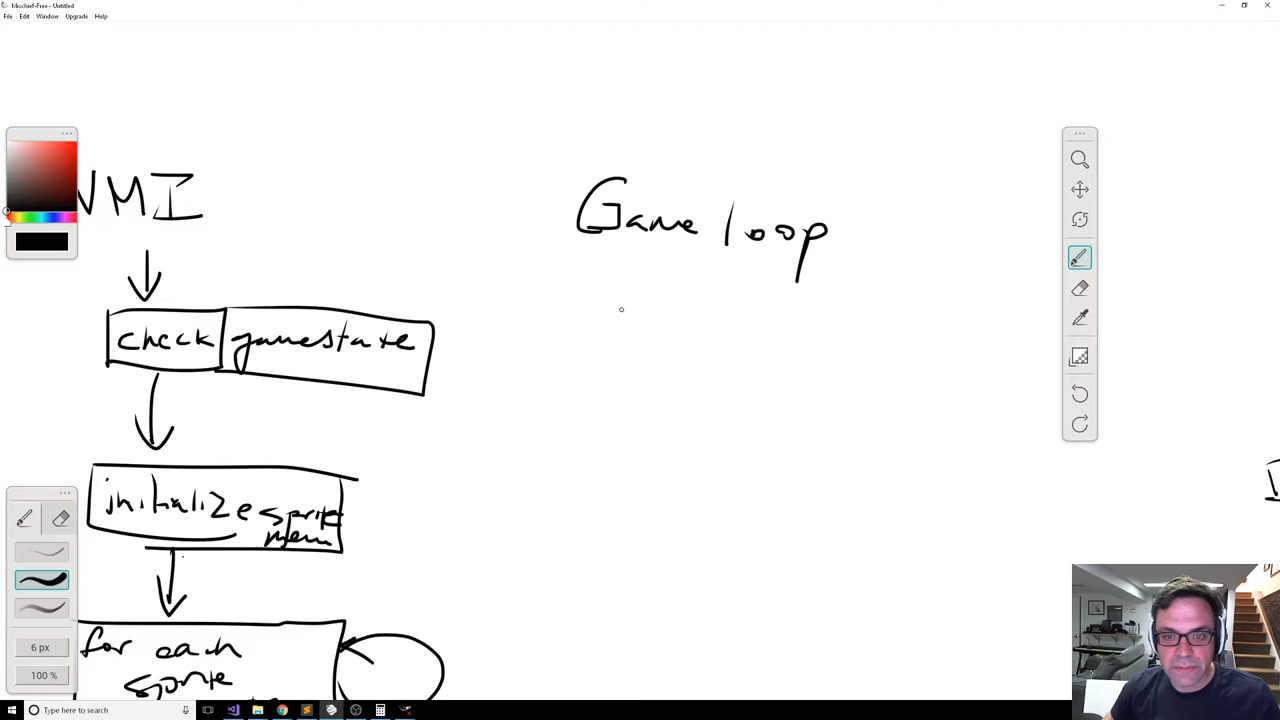 Mischief-Free - Untitled
File Edit Window Upgrade Help
NMI
Game loop
check gamestate
initialize sprite
mem
for each
sprite
6 px
100 %
Type here to search